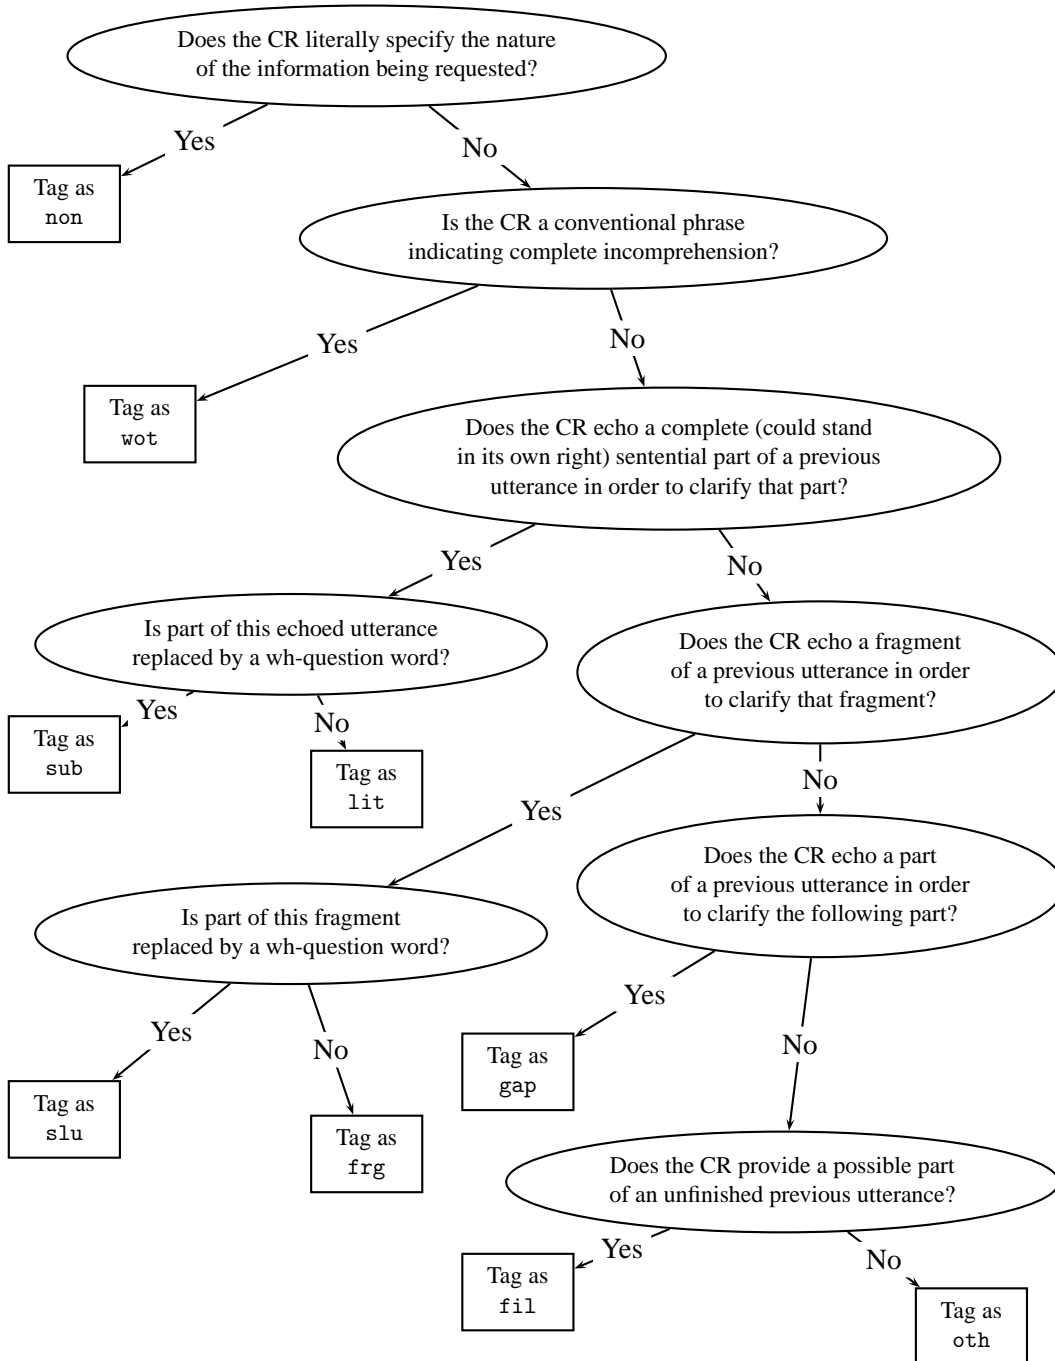 Does the CR literally specify the nature
of the information being requested?
Yes
No
Tag as
non
Is the CR a conventional phrase
indicating complete incomprehension?
Yes
No
Tag as
wot
Does the CR echo a complete (could stand
in its own right) sentential part of a previous
utterance in order to clarify that part?
Yes
No
Is part of this echoed utterance
replaced by a wh-question word?
Does the CR echo a fragment
of a previous utterance in order
to clarify that fragment?
Yes
No
Tag as
sub
Tag as
lit
Yes
No
Does the CR echo a part
of a previous utterance in order
to clarify the following part?
Is part of this fragment
replaced by a wh-question word?
Yes
No
Yes
No
Tag as
slu
Tag as
frg
Tag as
gap
Does the CR provide a possible part
of an unfinished previous utterance?
Yes
No
Tag as
fil
Tag as
oth